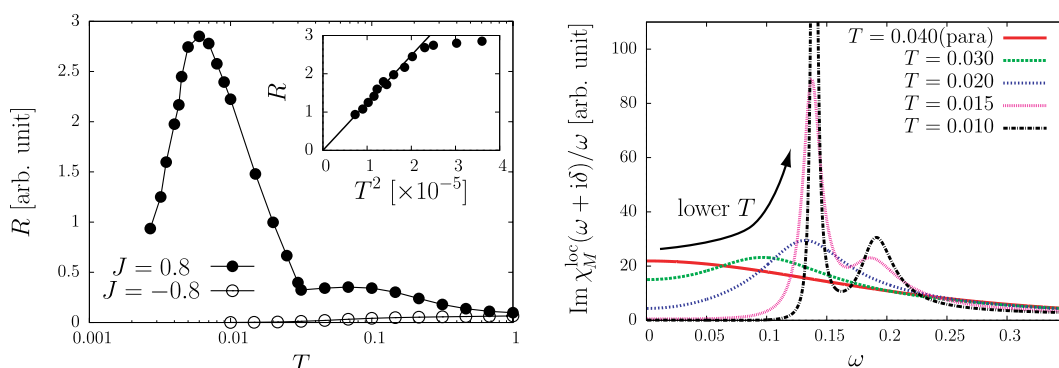 R [arb. unit]
3
2.5
2
1.5
1
0.5
0
0.001
0.01
0.1
1
T
J = 0.8
J = −0.8
R
3
2
1
0
0
1
2
3
4
T² [×10⁻⁵]
Im χ_M^loc(ω + iδ)/ω [arb. unit]
100
80
60
40
20
0
0
0.05
0.1
0.15
0.2
0.25
0.3
ω
T = 0.040(para)
T = 0.030
T = 0.020
T = 0.015
T = 0.010
lower T